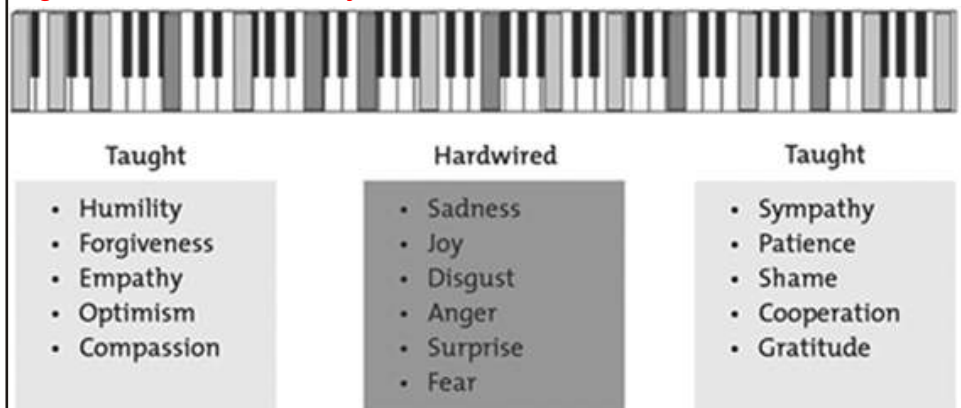 Taught
• Humility
• Forgiveness
• Empathy
• Optimism
• Compassion
Hardwired
• Sadness
• Joy
• Disgust
• Anger
• Surprise
• Fear
Taught
• Sympathy
• Patience
• Shame
• Cooperation
• Gratitude